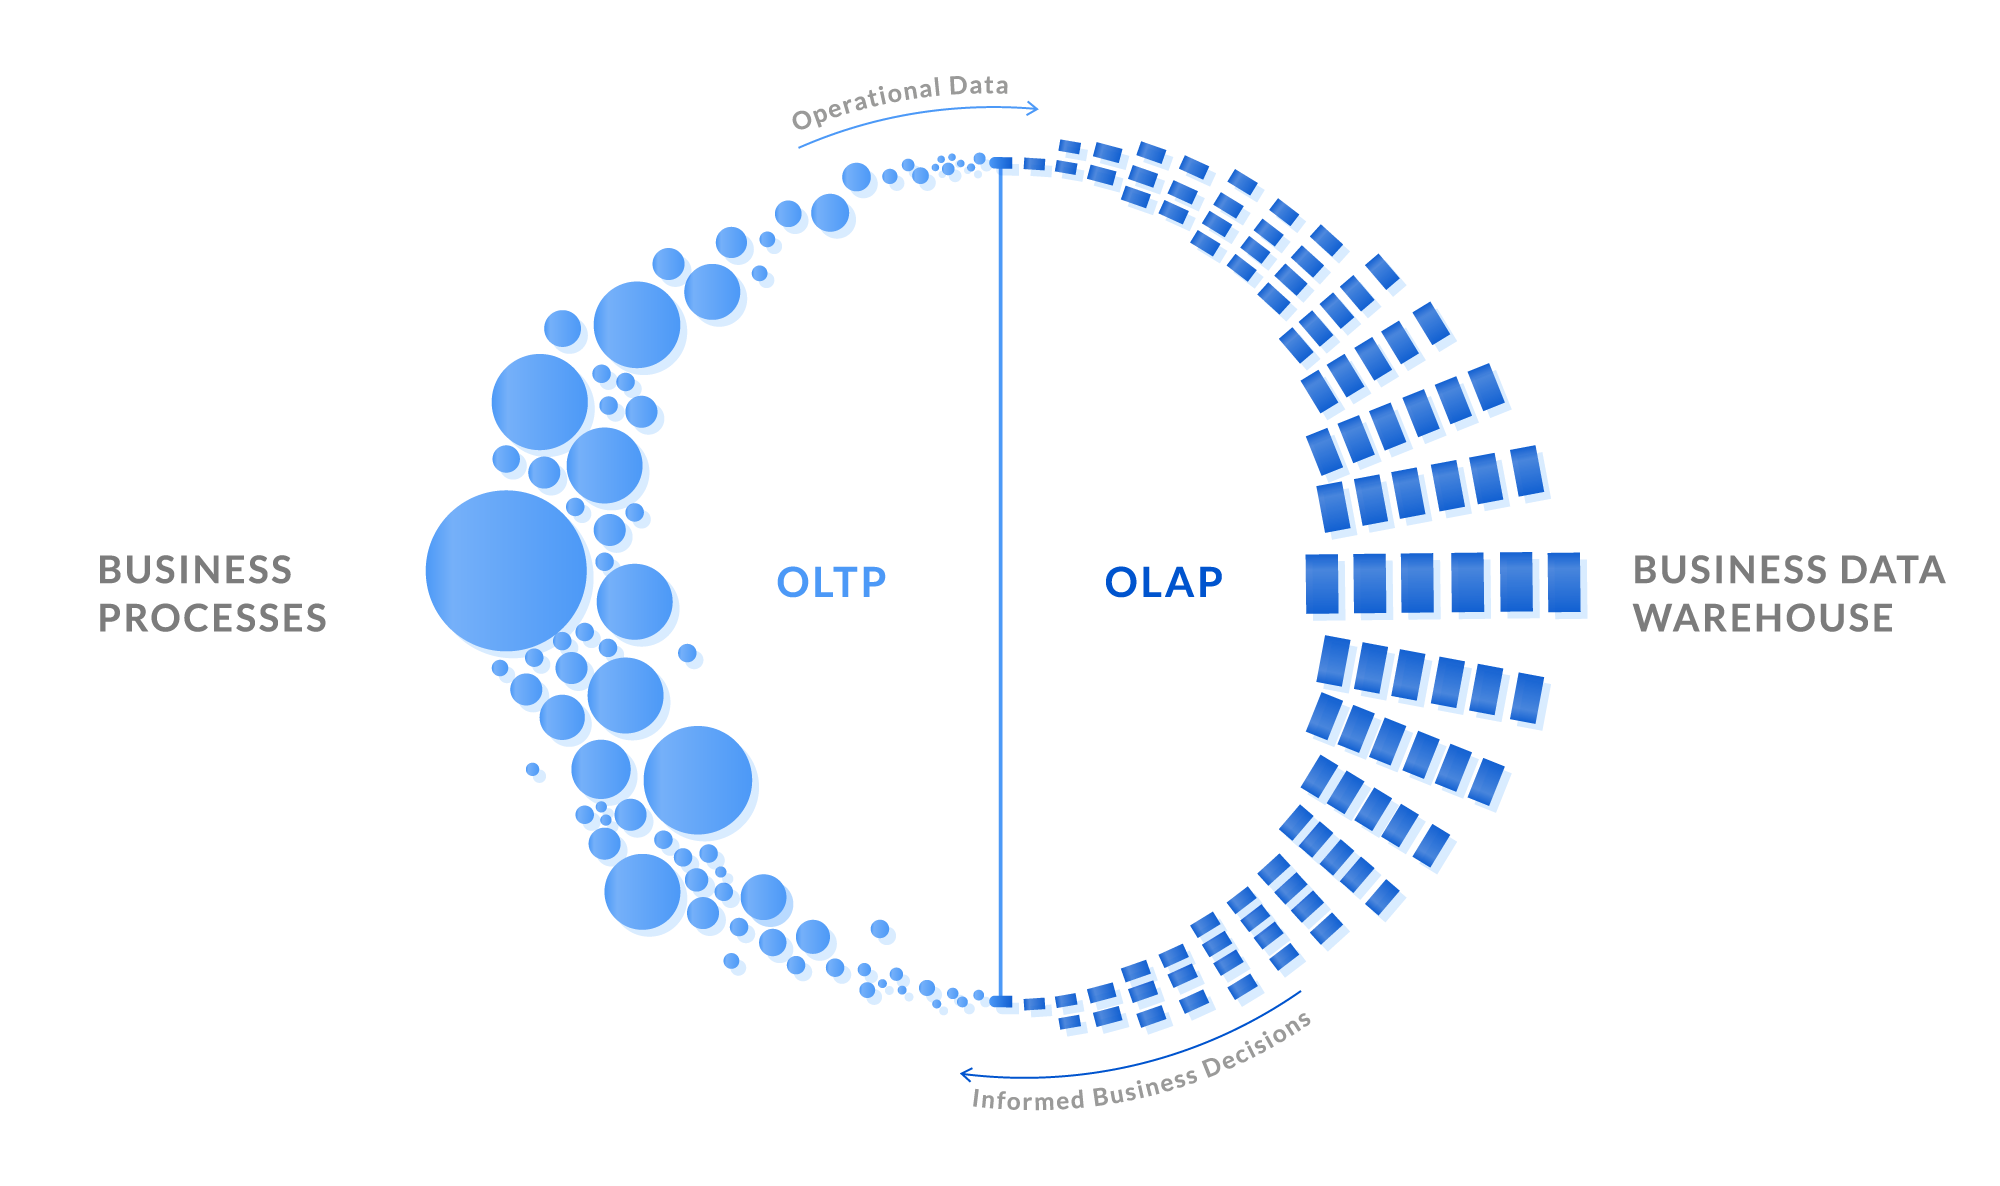 Operational Data
BUSINESS
PROCESSES
OLTP
OLAP
BUSINESS DATA
WAREHOUSE
Informed Business Decisions